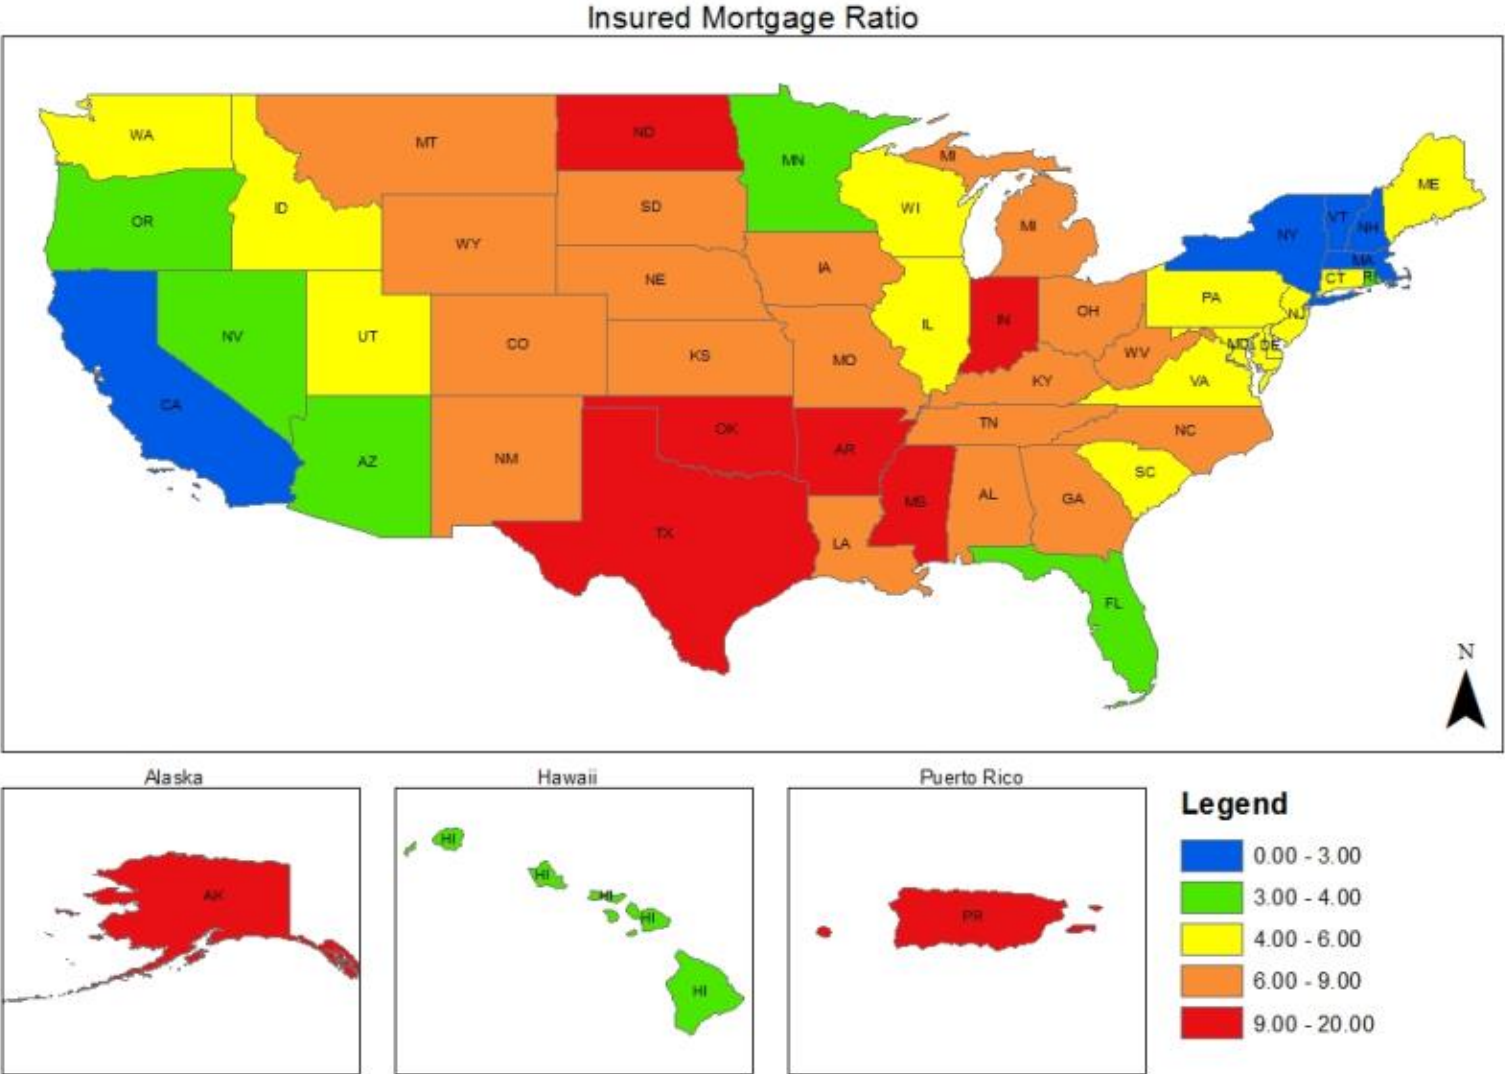 Insured Mortgage Ratio
WA
MT
ND
MN
MI
ME
OR
ID
SD
WI
VT
NH
NY
MI
WY
MA
IA
NE
CT
RI
PA
NV
UT
CO
KS
MO
IL
IN
OH
NJ
MD
DE
WV
VA
KY
CA
AZ
NM
OK
AR
TN
NC
SC
MS
AL
GA
TX
LA
FL
N
Alaska
Hawaii
Puerto Rico
AK
HI
HI
HI
HI
HI
PR
Legend
0.00 - 3.00
3.00 - 4.00
4.00 - 6.00
6.00 - 9.00
9.00 - 20.00